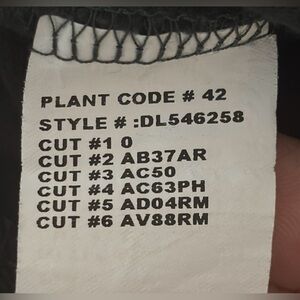 PLANT CODE # 42
STYLE # :DL546258
CUT #1 0
CUT #2 AB37AR
CUT #3 AC50
CUT #4 AC63PH
CUT #5 AD04RM
CUT #6 AV88RM